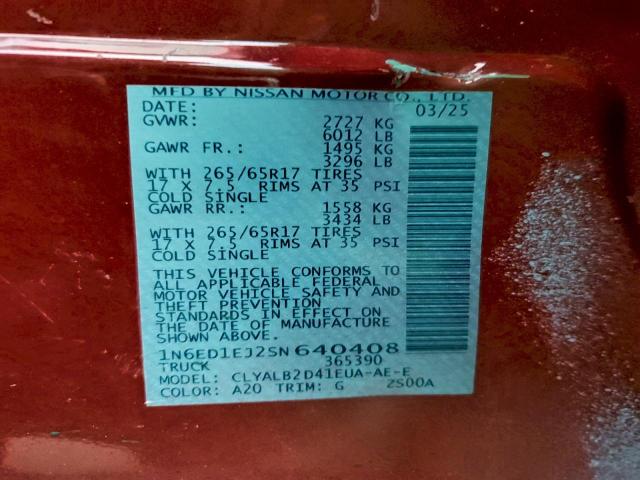 MFD BY NISSAN MOTOR CO., LTD.
DATE: 03/25
GVWR: 2727 KG
6012 LB
GAWR FR.: 1495 KG
3296 LB
WITH 265/65R17 TIRES
17 X 7.5 RIMS AT 35 PSI
COLD SINGLE
GAWR RR.: 1558 KG
3434 LB
WITH 265/65R17 TIRES
17 X 7.5 RIMS AT 35 PSI
COLD SINGLE
THIS VEHICLE CONFORMS TO
ALL APPLICABLE FEDERAL
MOTOR VEHICLE SAFETY AND
THEFT PREVENTION
STANDARDS IN EFFECT ON
THE DATE OF MANUFACTURE
SHOWN ABOVE.
1N6ED1EJ2SN640408
TRUCK 365390
MODEL: CLYALB2D41EUA-AE-E
COLOR: A20 TRIM: G 2S00A